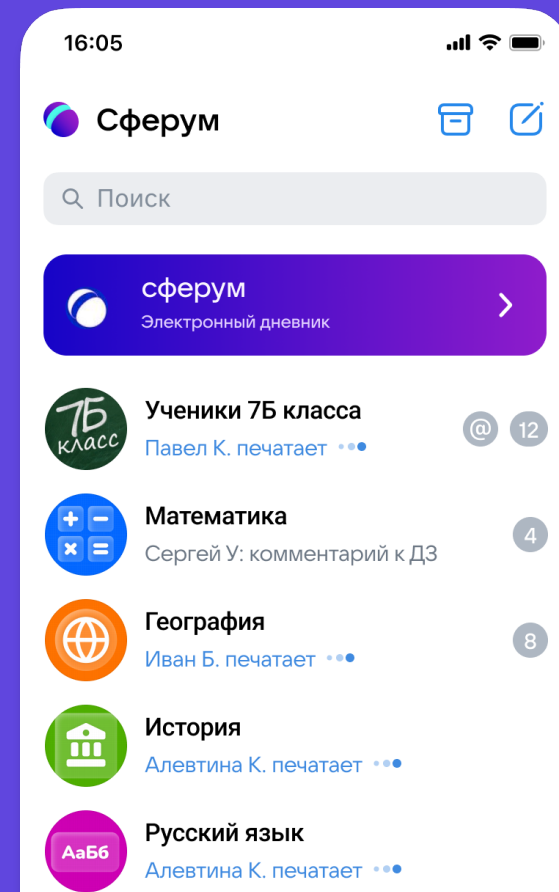 16:05
Сферум
Поиск
сферум
Электронный дневник
7Б
класс
Ученики 7Б класса
Павел К. печатает
@ 12
Математика
Сергей У: комментарий к ДЗ
4
География
Иван Б. печатает
8
История
Алевтина К. печатает
АаБб
Русский язык
Алевтина К. печатает